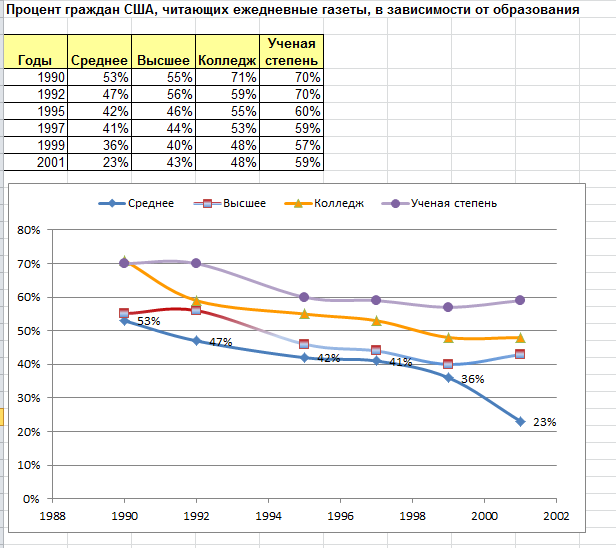 Процент граждан США, читающих ежедневные газеты, в зависимости от образования
Годы Среднее Высшее Колледж Ученая степень
1990 53% 55% 71% 70%
1992 47% 56% 59% 70%
1995 42% 46% 55% 60%
1997 41% 44% 53% 59%
1999 36% 40% 48% 57%
2001 23% 43% 48% 59%
Среднее Высшее Колледж Ученая степень
80%
70%
60%
50%
40%
30%
20%
10%
0%
53%
47%
42%
41%
36%
23%
1988 1990 1992 1994 1996 1998 2000 2002